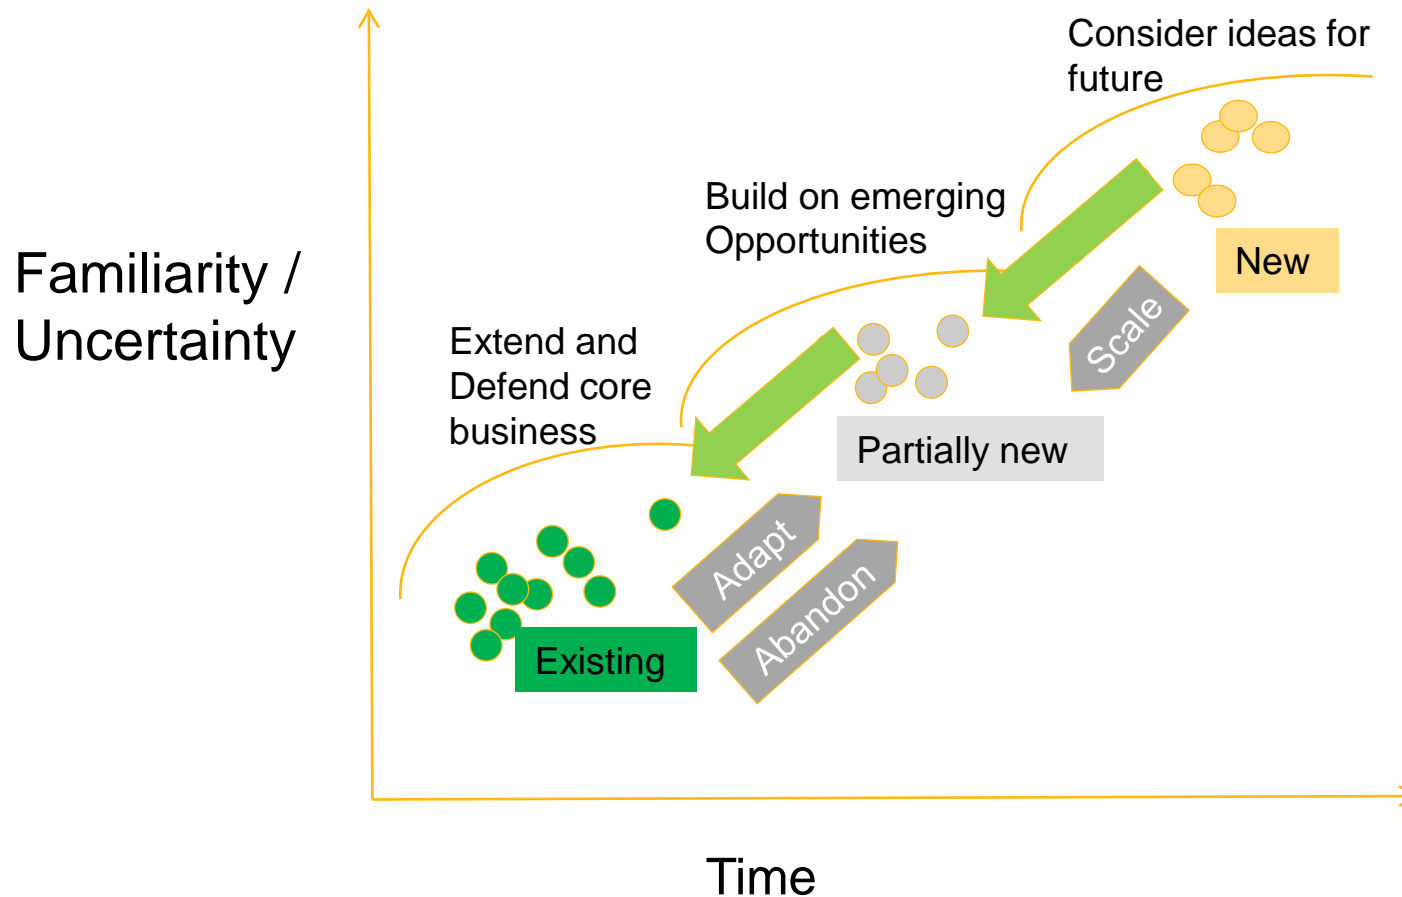 Consider ideas for
future
Build on emerging
Opportunities
New
Familiarity /
Uncertainty
Scale
Extend and
Defend core
business
Partially new
Adapt
Abandon
Existing
Time